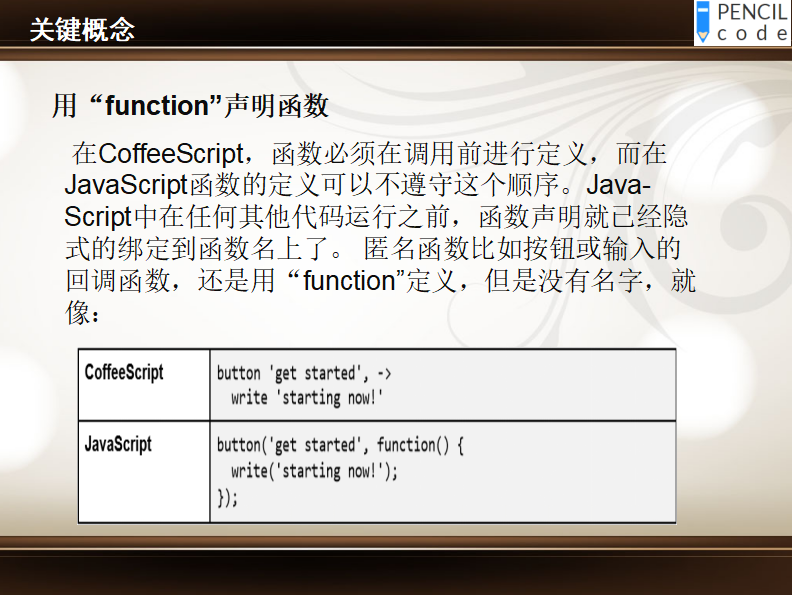 关键概念
PENCIL
code
用“function”声明函数
在CoffeeScript，函数必须在调用前进行定义，而在
JavaScript函数的定义可以不遵守这个顺序。Java-
Script中在任何其他代码运行之前，函数声明就已经隐
式的绑定到函数名上了。 匿名函数比如按钮或输入的
回调函数，还是用“function”定义，但是没有名字，就
像：
CoffeeScript
button 'get started', ->
write 'starting now!'
JavaScript
button('get started', function() {
write('starting now!');
});